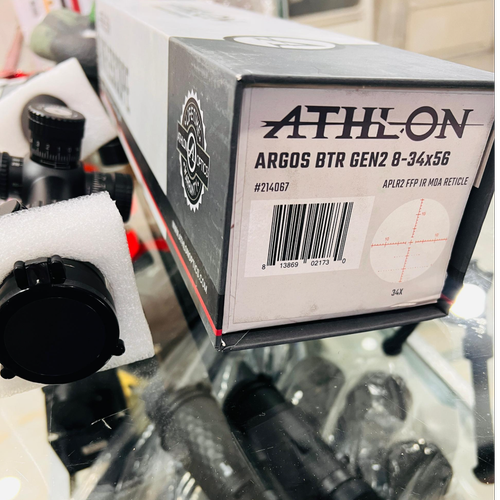 ATHLON
ARGOS BTR GEN2 8-34x56
#214067
APLR2 FFP IR MOA RETICLE
8 13869 02173 0
34X